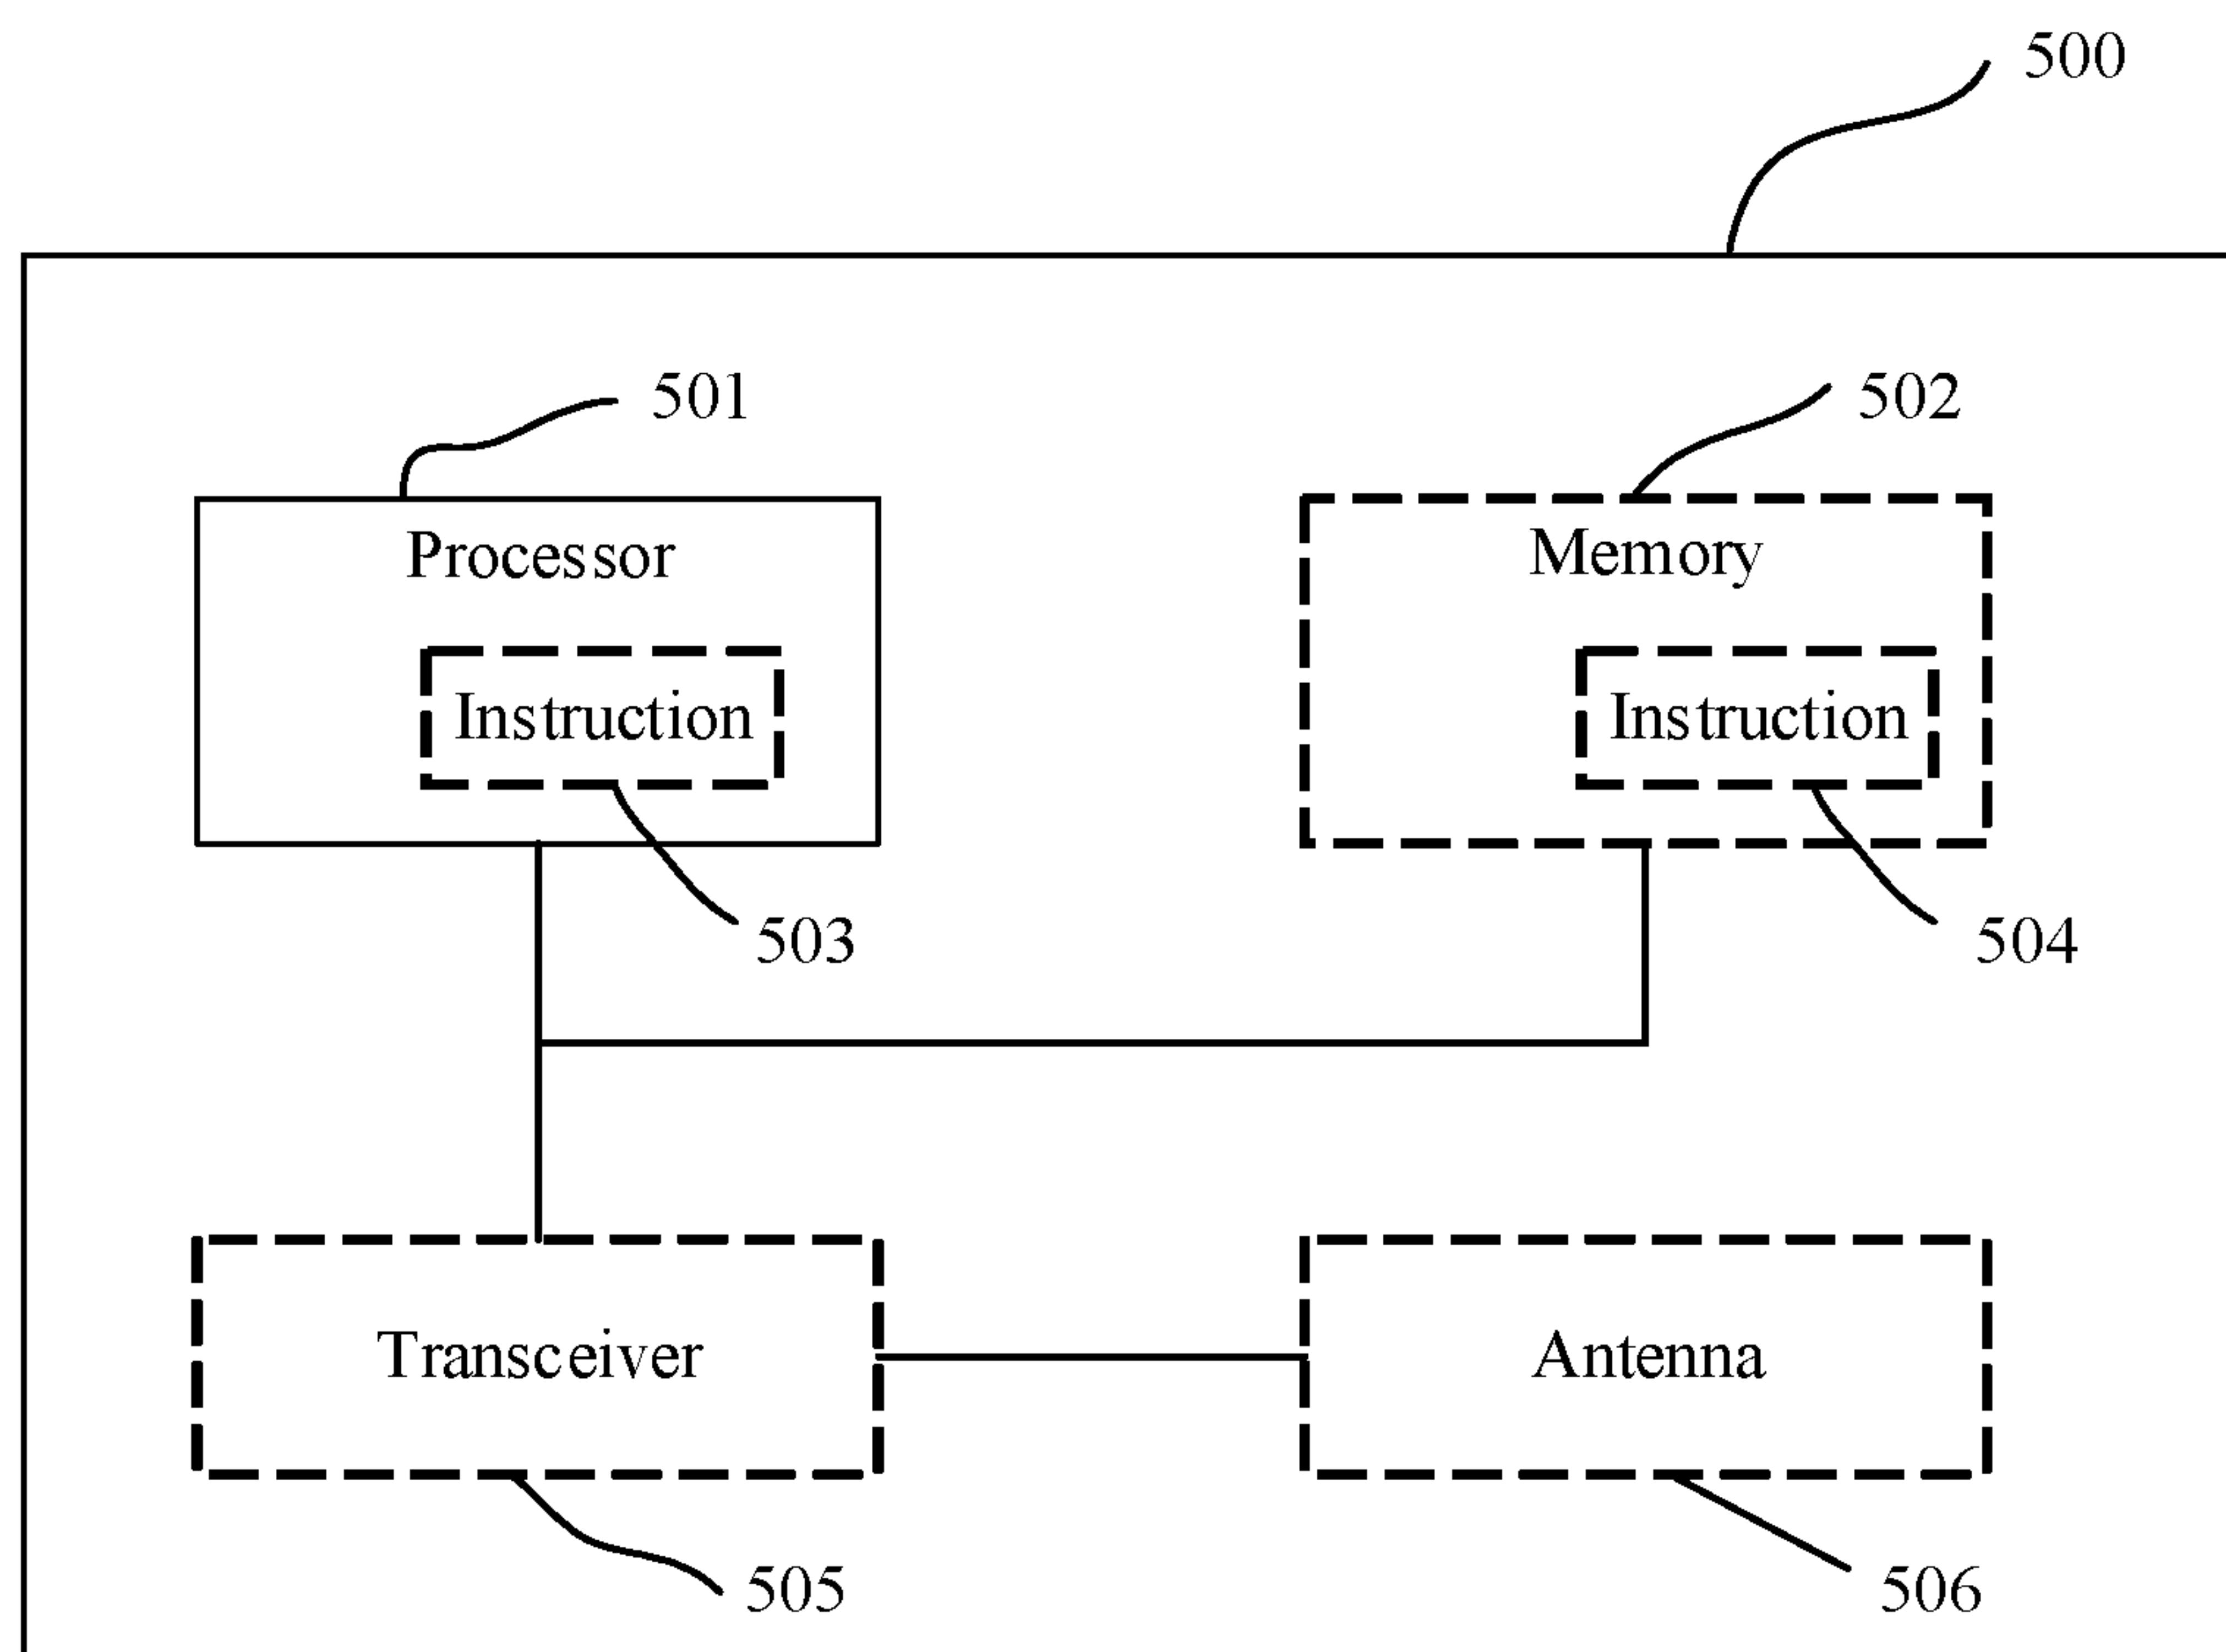 500
501
502
Processor
Memory
Instruction
Instruction
503
504
Transceiver
Antenna
505
506